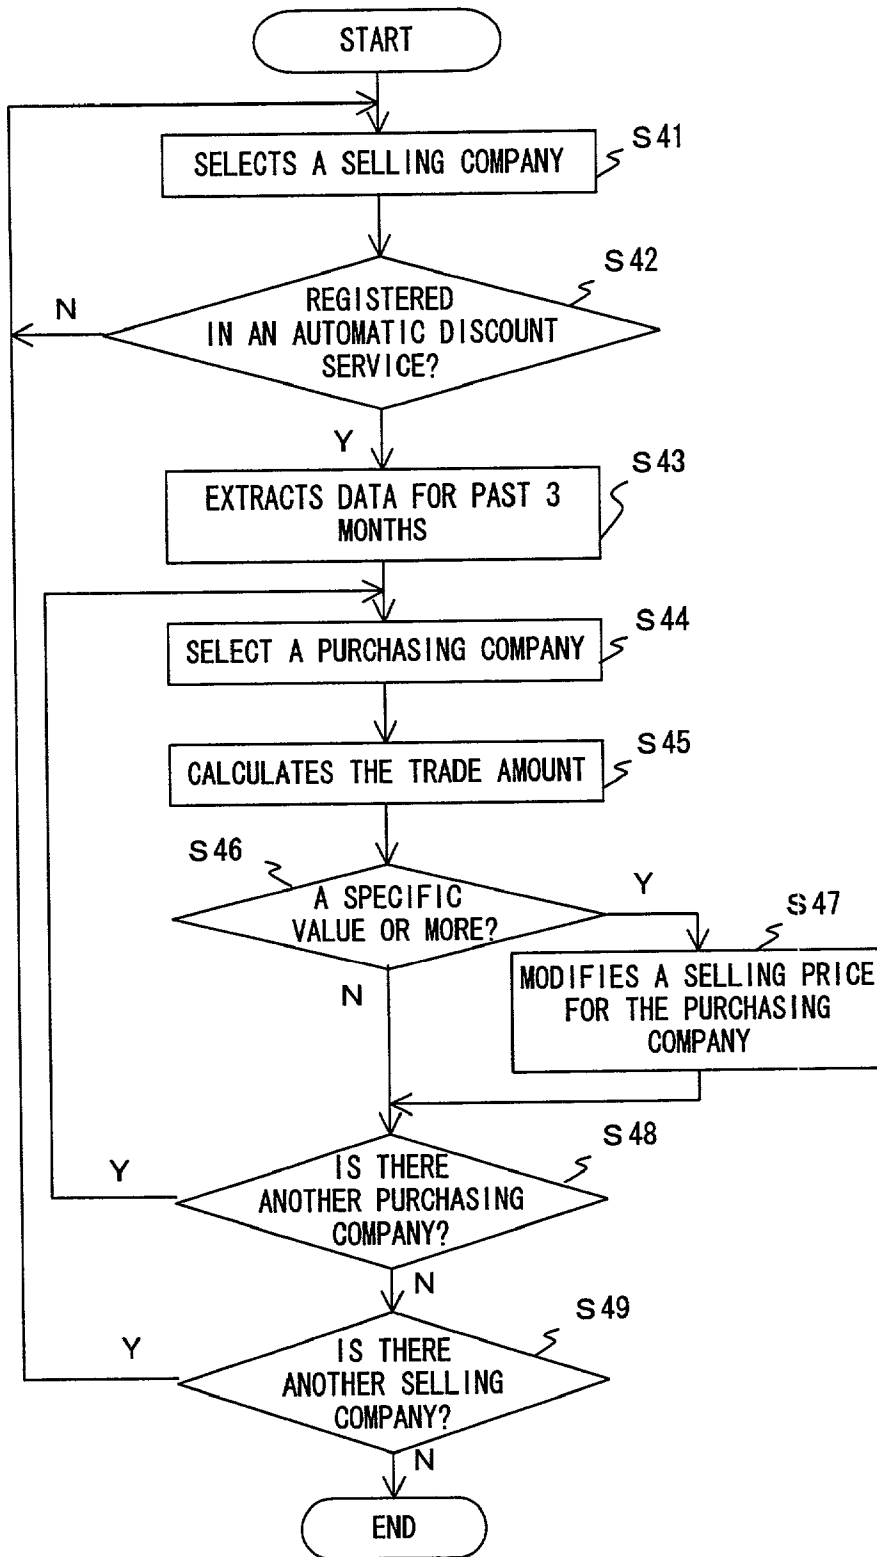 START
S41
SELECTS A SELLING COMPANY
S42
N
REGISTERED
IN AN AUTOMATIC DISCOUNT
SERVICE?
Y
S43
EXTRACTS DATA FOR PAST 3
MONTHS
S44
SELECT A PURCHASING COMPANY
S45
CALCULATES THE TRADE AMOUNT
S46
A SPECIFIC
VALUE OR MORE?
Y
S47
N
MODIFIES A SELLING PRICE
FOR THE PURCHASING
COMPANY
S48
Y
IS THERE
ANOTHER PURCHASING
COMPANY?
N
S49
Y
IS THERE
ANOTHER SELLING
COMPANY?
N
END